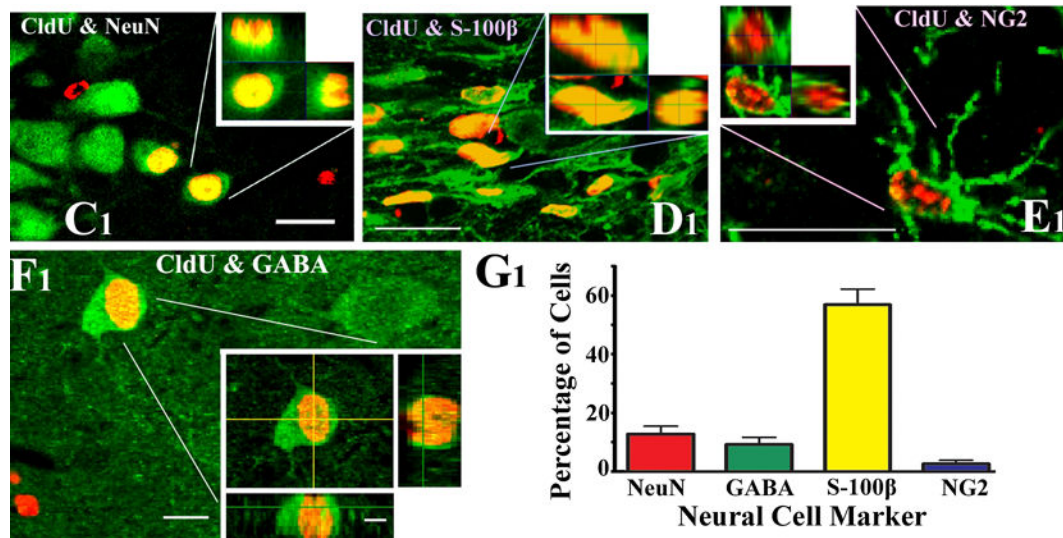 CldU & NeuN
C1
CldU & S-100β
D1
CldU & NG2
E1
F1
CldU & GABA
G1
Percentage of Cells
60
40
20
0
NeuN
GABA
S-100β
NG2
Neural Cell Marker